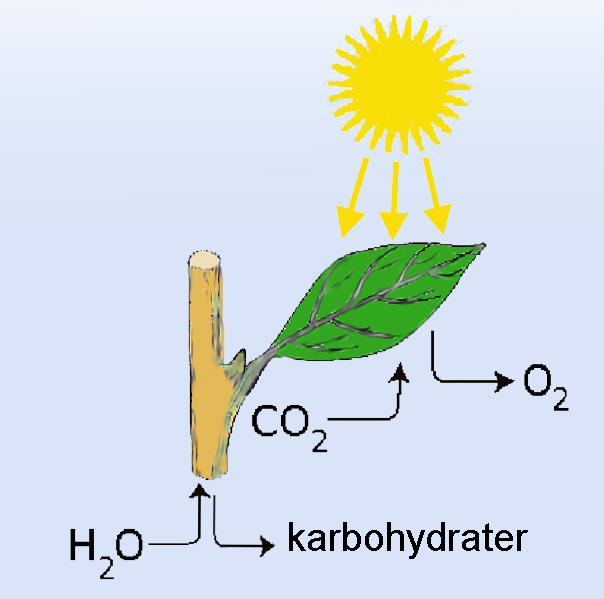 O₂
CO₂
H₂O
karbohydrater